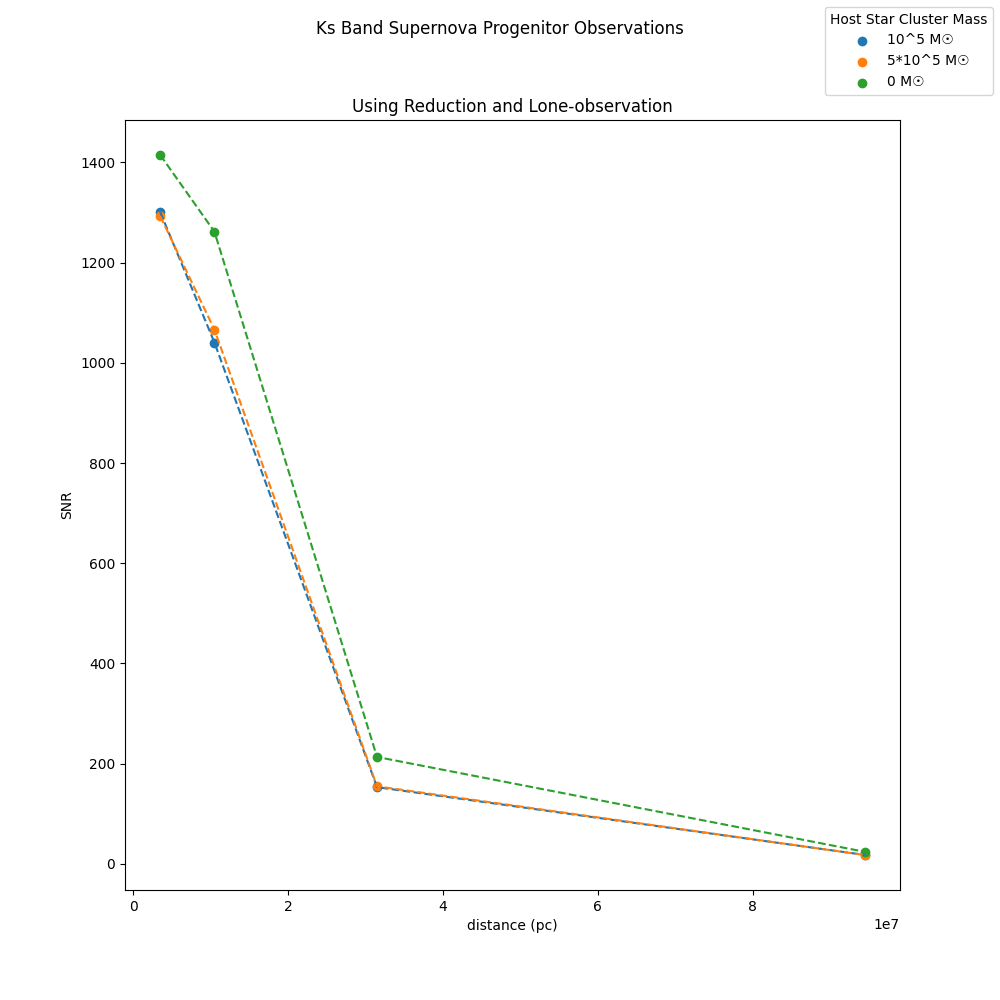 Ks Band Supernova Progenitor Observations
Host Star Cluster Mass
10^5 M☉
5*10^5 M☉
0 M☉
Using Reduction and Lone-observation
1400
1200
1000
800
600
400
200
0
SNR
0 2 4 6 8
1e7
distance (pc)